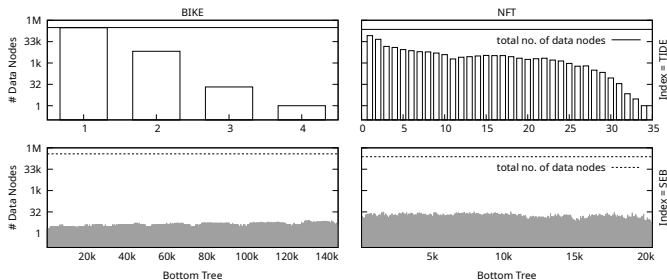 BIKE
NFT
1M
33k
1k
32
1
# Data Nodes
1 2 3 4
total no. of data nodes
0 5 10 15 20 25 30 35
Index = TIDE
1M
33k
1k
32
1
# Data Nodes
20k 40k 60k 80k 100k 120k 140k
Bottom Tree
total no. of data nodes
5k 10k 15k 20k
Bottom Tree
Index = SEB